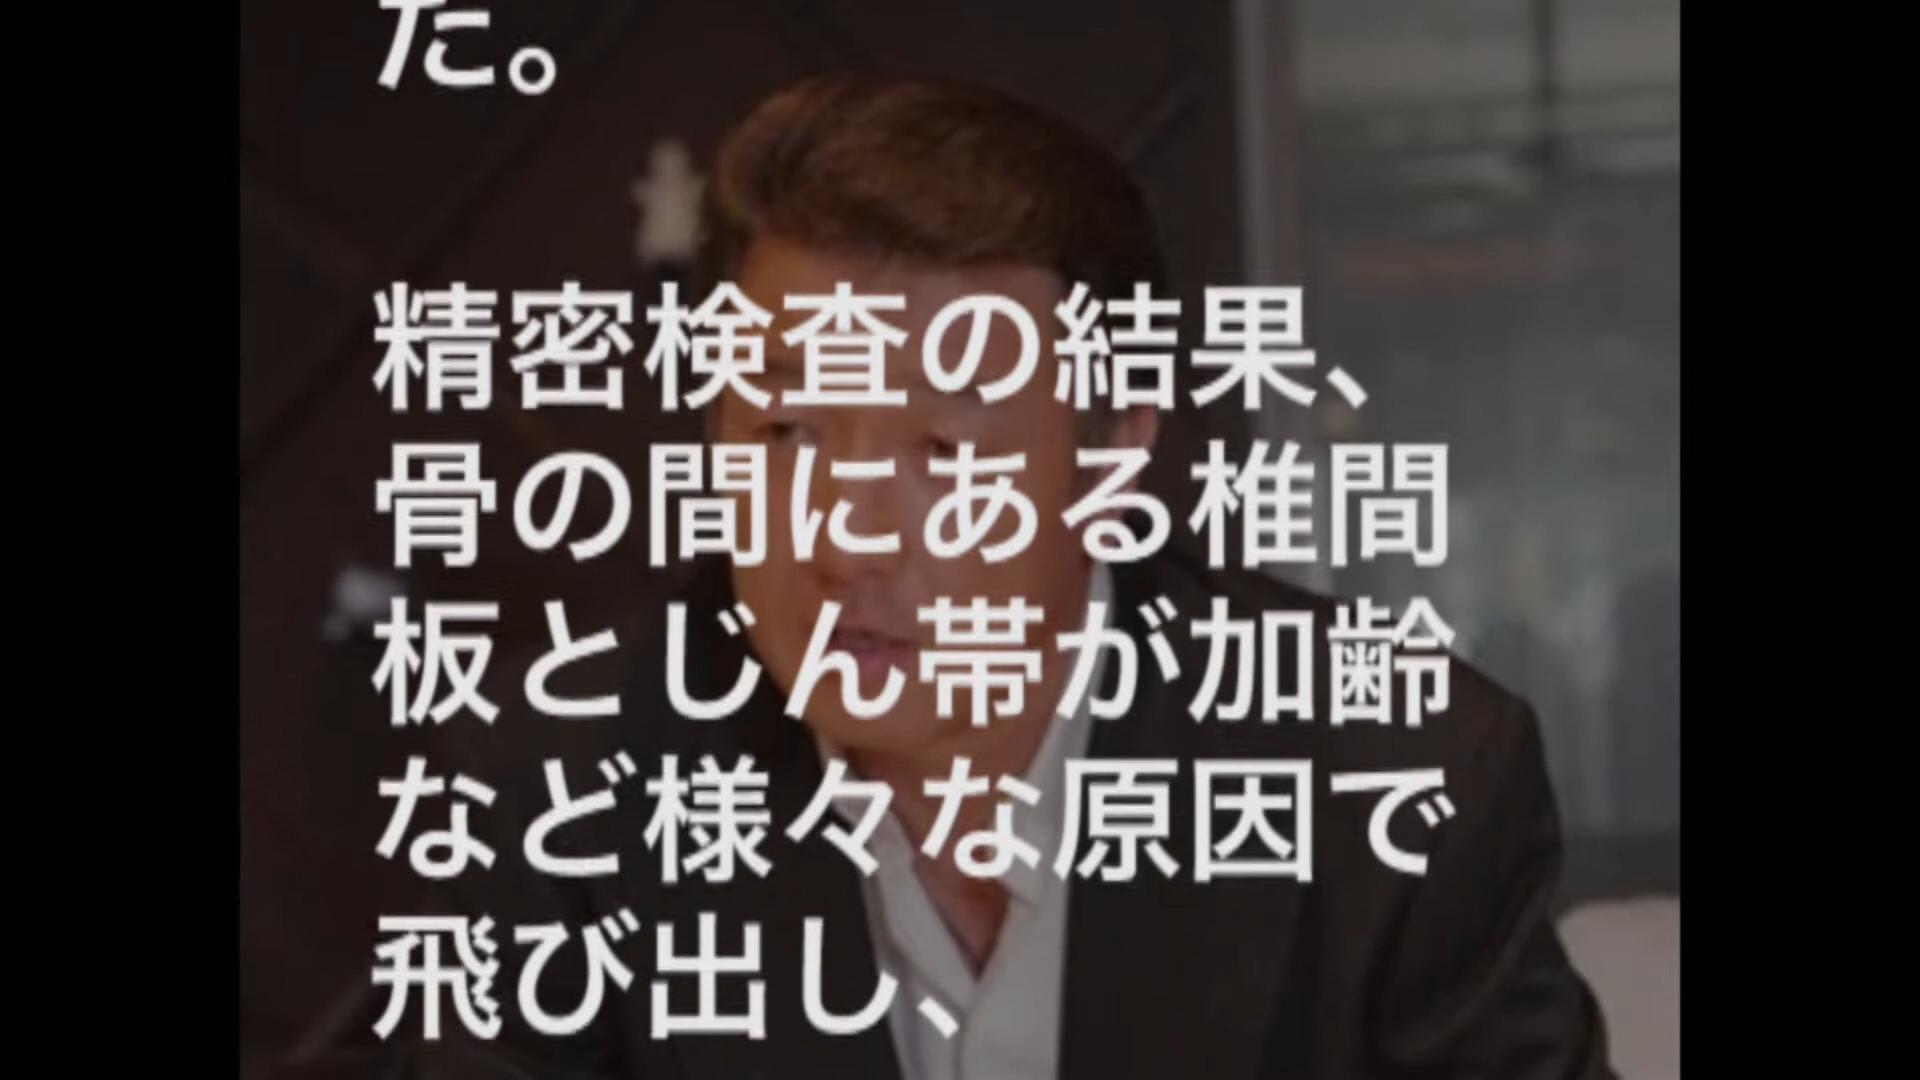 た。
精密検査の結果、
骨の間にある椎間
板とじん帯が加齢
など様々な原因で
飛び出し、